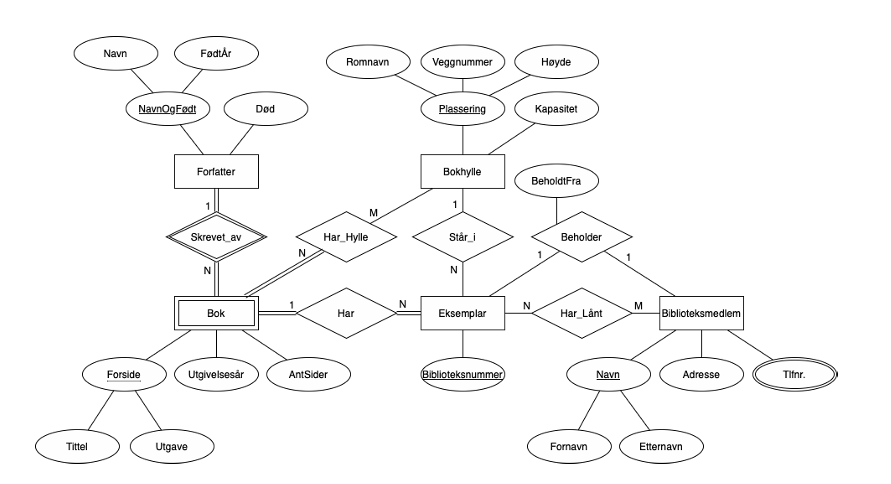 Navn
FødtÅr
Romnavn
Veggnummer
Høyde
NavnOgFødt
Død
Plassering
Kapasitet
Forfatter
Bokhylle
BeholdtFra
1
M
1
Skrevet_av
Har_Hylle
Står_i
Beholder
N
N
N
1
1
Bok
1
Har
N
Eksemplar
N
Har_Lånt
M
Biblioteksmedlem
Forside
Utgivelsesår
AntSider
Biblioteksnummer
Navn
Adresse
Tlfnr.
Tittel
Utgave
Fornavn
Etternavn